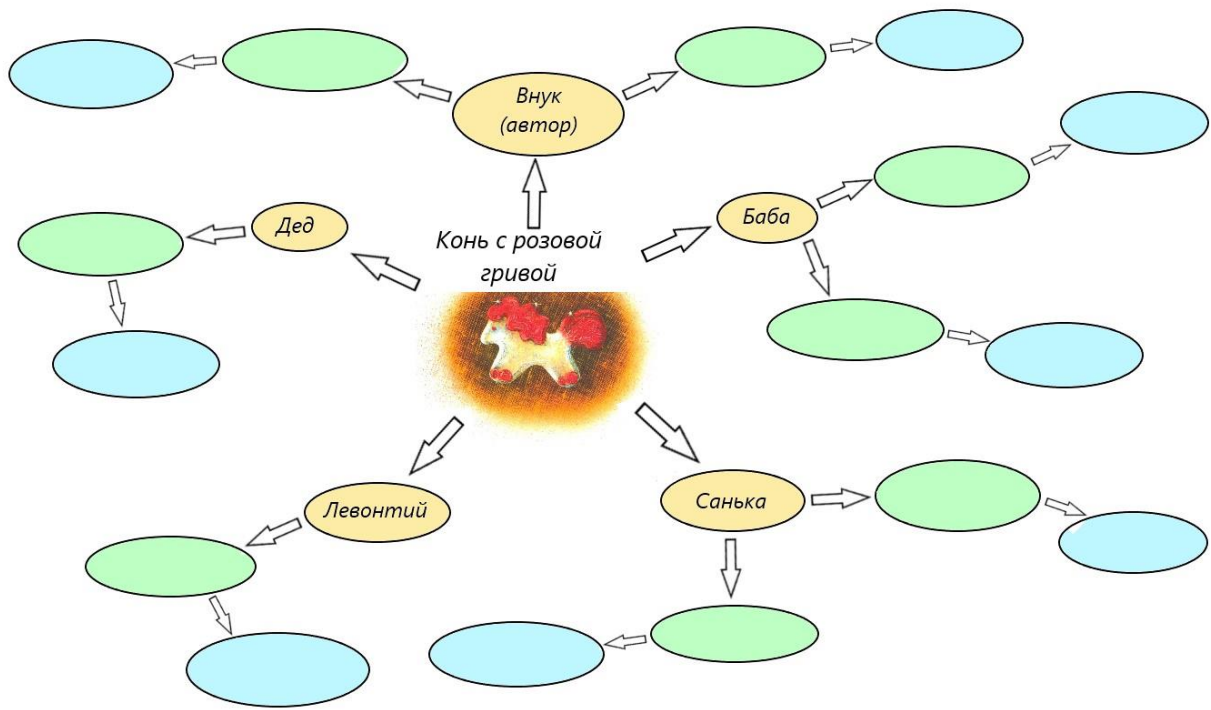 Внук
(автор)
Дед
Баба
Конь с розовой
гривой
Левонтий
Санька